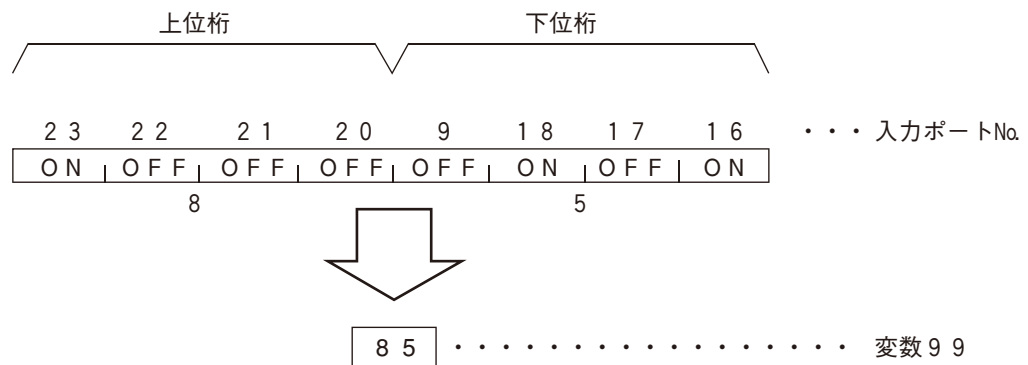 上位桁 下位桁
23 22 21 20 9 18 17 16 ・・・ 入力ポートNo.
ON OFF OFF OFF OFF ON OFF ON
8 5
85 ・・・・・・・・・・・・・・・・・ 変数99